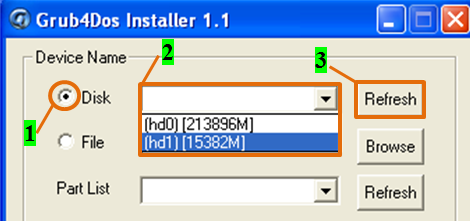 Grub4Dos Installer 1.1
Device Name
2
3
Disk
Refresh
1
(hd0) [213896M]
(hd1) [15382M]
File
Browse
Part List
Refresh